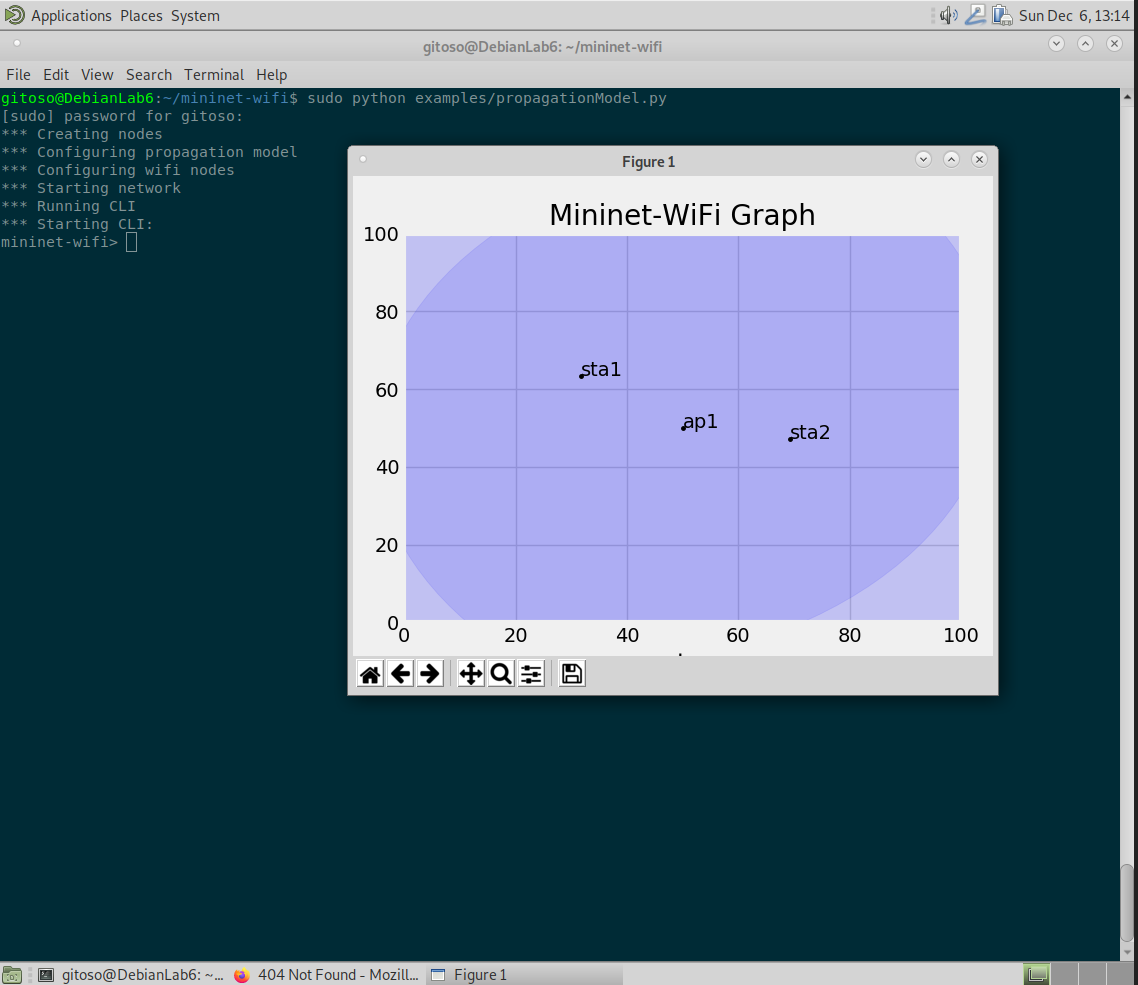 Applications Places System Sun Dec 6, 13:14
gitoso@DebianLab6: ~/mininet-wifi
File Edit View Search Terminal Help
gitoso@DebianLab6:~/mininet-wifi$ sudo python examples/propagationModel.py
[sudo] password for gitoso:
*** Creating nodes
*** Configuring propagation model
*** Configuring wifi nodes
*** Starting network
*** Running CLI
*** Starting CLI:
mininet-wifi>
Figure 1
Mininet-WiFi Graph
100
80
sta1
60
ap1
sta2
40
20
0
0 20 40 60 80 100
gitoso@DebianLab6: ~... 404 Not Found - Mozill... Figure 1